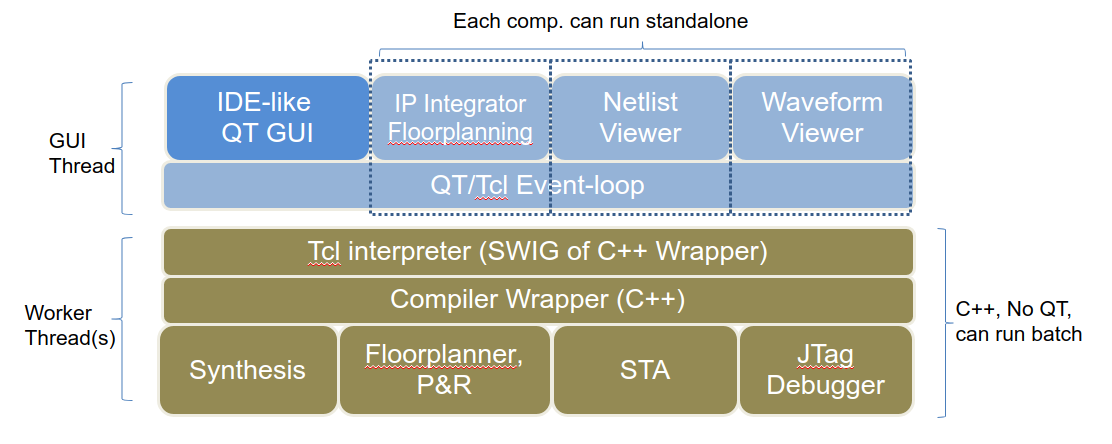 Each comp. can run standalone
IDE-like
QT GUI
IP Integrator
Floorplanning
Netlist
Viewer
Waveform
Viewer
GUI
Thread
QT/Tcl Event-loop
Tcl interpreter (SWIG of C++ Wrapper)
Compiler Wrapper (C++)
Worker
Thread(s)
C++, No QT,
can run batch
Synthesis
Floorplanner,
P&R
STA
JTag
Debugger